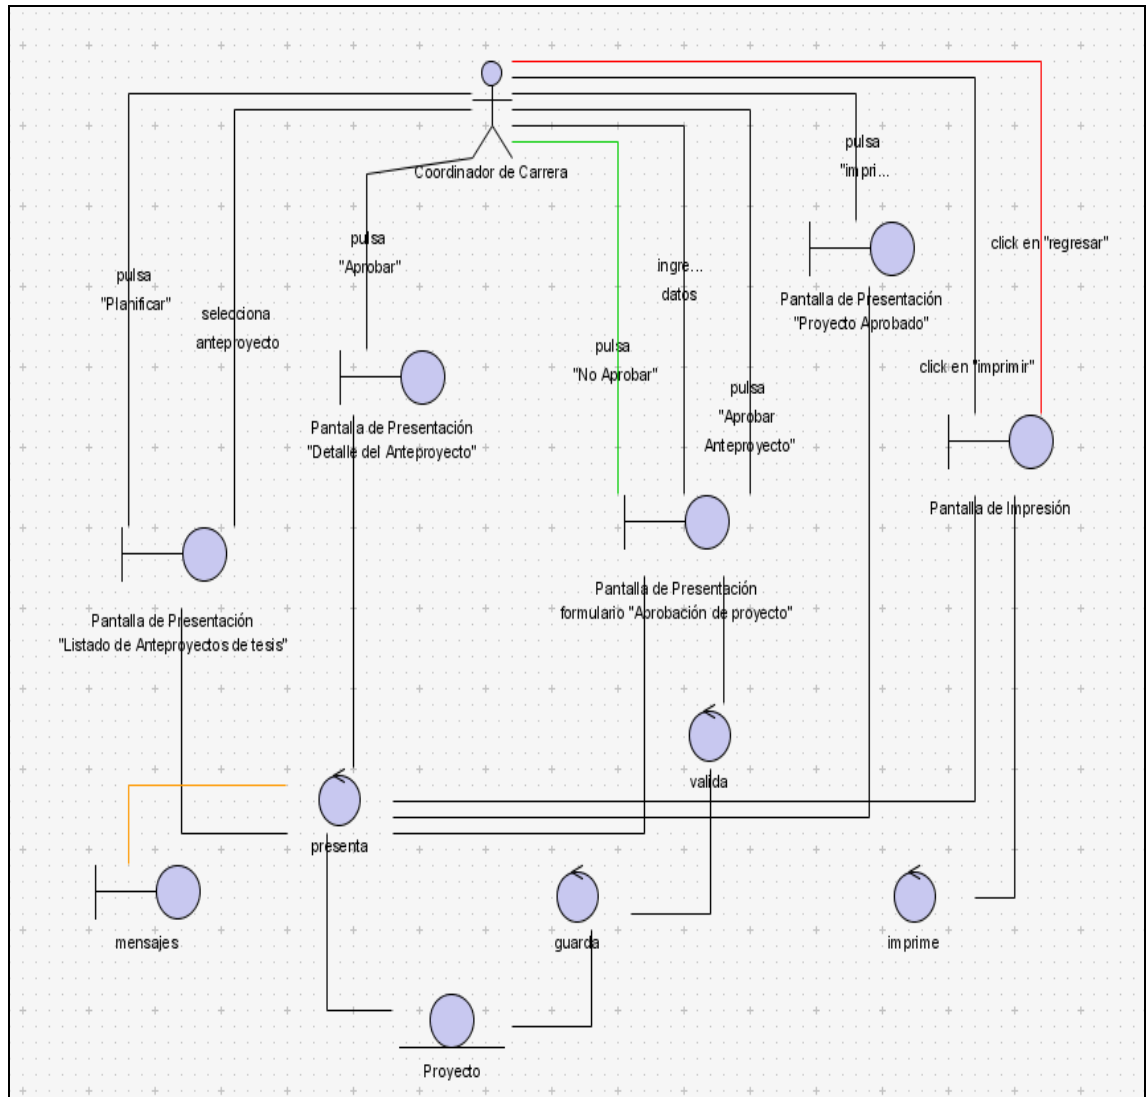 Coordinador de Carrera
pulsa
"impri...
pulsa
"Aprobar"
click en "regresar"
pulsa
"Planificar"
ingre...
datos
selecciona
anteproyecto
Pantalla de Presentación
"Proyecto Aprobado"
pulsa
"No Aprobar"
click en "imprimir"
pulsa
"Aprobar
Anteproyecto"
Pantalla de Presentación
"Detalle del Anteproyecto"
Pantalla de Impresión
Pantalla de Presentación
formulario "Aprobación de proyecto"
Pantalla de Presentación
"Listado de Anteproyectos de tesis"
valida
presenta
mensajes
guarda
imprime
Proyecto